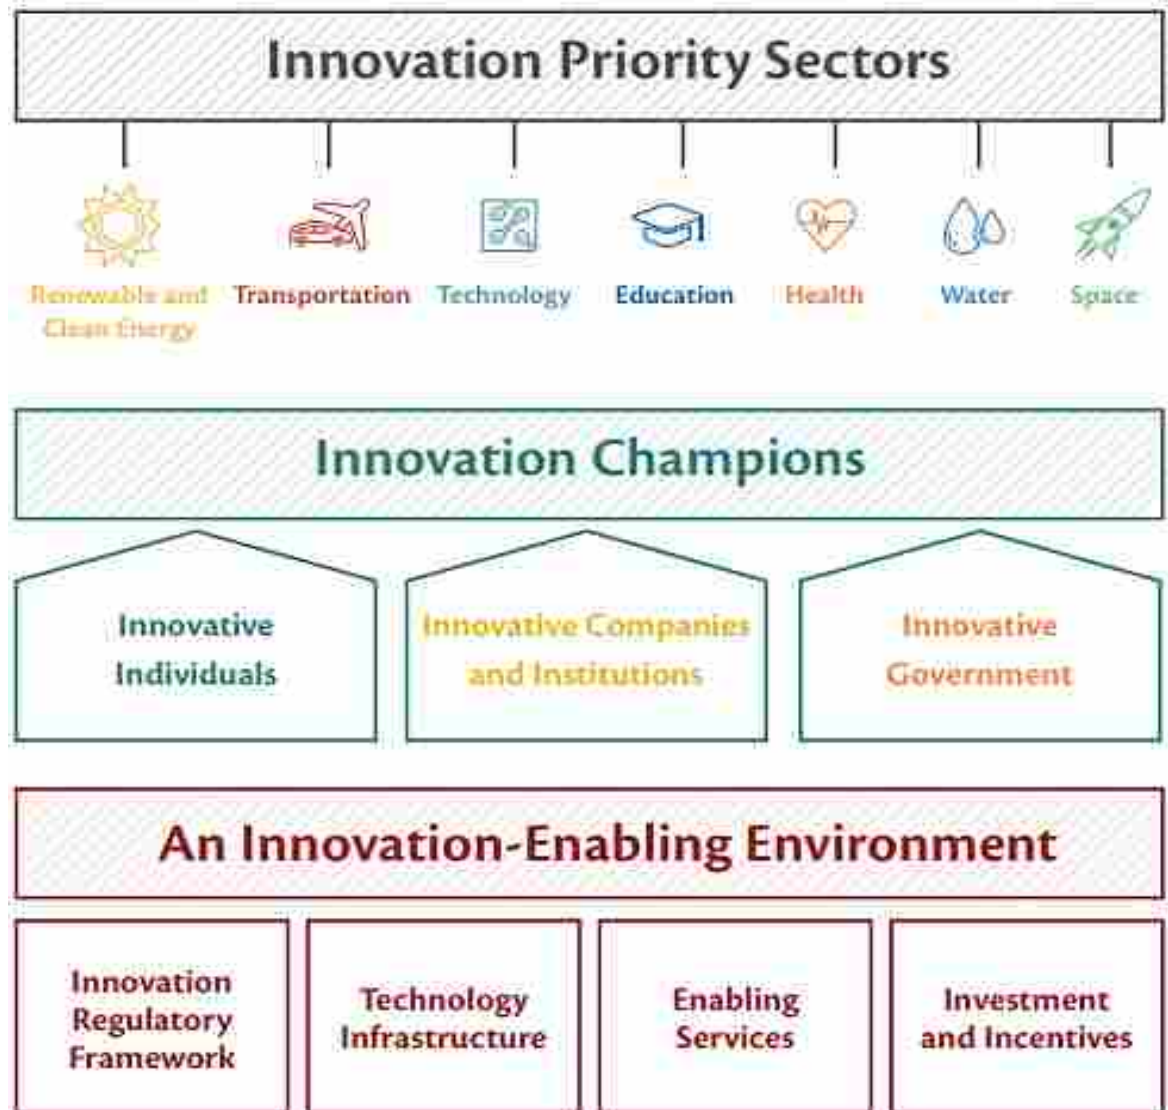 Innovation Priority Sectors
Renewable and
Clean Energy
Transportation
Technology
Education
Health
Water
Space
Innovation Champions
Innovative
Individuals
Innovative Companies
and Institutions
Innovative
Government
An Innovation-Enabling Environment
Innovation
Regulatory
Framework
Technology
Infrastructure
Enabling
Services
Investment
and Incentives